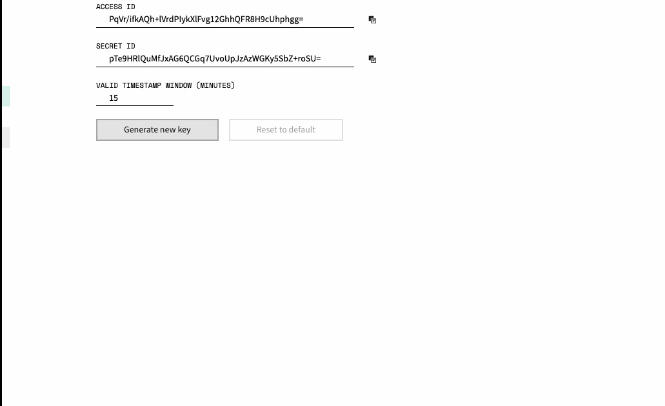 ACCESS ID
PqVr/ifkAQh+lVrdPIykXlFvg12GhhQFR8H9cUhphgg=
SECRET ID
pTe9HRlQuMfJxAG6QCGq7UvoUpJzAzWGKy5SbZ+roSU=
VALID TIMESTAMP WINDOW (MINUTES)
15
Generate new key
Reset to default